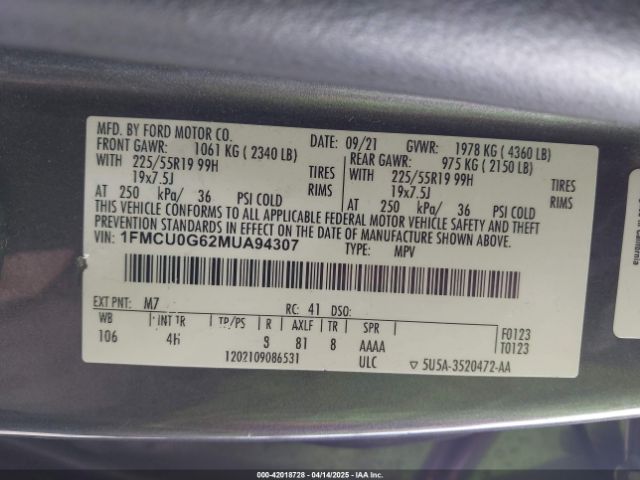 MFD. BY FORD MOTOR CO. DATE: 09/21 GVWR: 1978 KG ( 4360 LB)
FRONT GAWR: 1061 KG ( 2340 LB) REAR GAWR: 975 KG ( 2150 LB)
WITH 225/55R19 99H TIRES WITH 225/55R19 99H TIRES
19x7.5J RIMS 19x7.5J RIMS
AT 250 kPa/ 36 PSI COLD AT 250 kPa/ 36 PSI COLD
THIS VEHICLE CONFORMS TO ALL APPLICABLE FEDERAL MOTOR VEHICLE SAFETY AND THEFT
PREVENTION STANDARDS IN EFFECT ON THE DATE OF MANUFACTURE SHOWN ABOVE.
VIN: 1FMCU0G62MUA94307 TYPE: MPV
EXT PNT: M7 RC: 41 DSO:
WB INT TR TP/PS R AXLE TR SPR F0123
106 4H 9 81 8 AAAA T0123
1202109086531 ULC ▽ 5U5A-3520472-AA
California
000-42018728 - 04/14/2025 - IAAI.COM